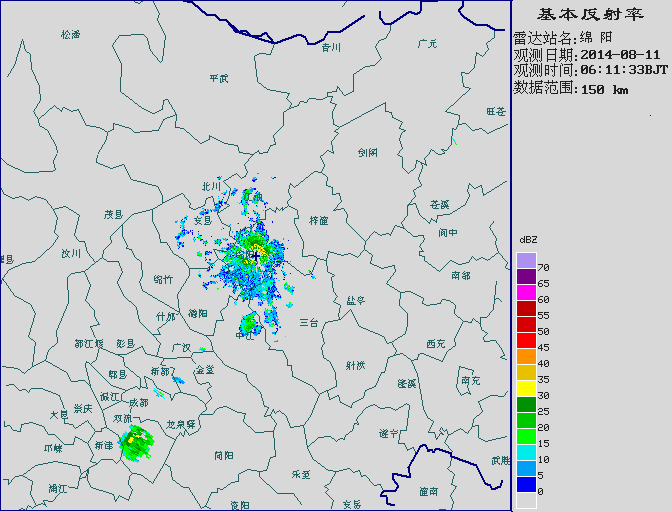 基本反射率
雷达站名:绵 阳
观测日期:2014-08-11
观测时间:06:11:33BJT
数据范围:150 km
dBZ
70
65
60
55
50
45
40
35
30
25
20
15
10
5
0
松潘
青川
广元
平武
旺苍
剑阁
北川
茂县
安县
梓潼
苍溪
阆中
汶川
绵竹
南部
盐亭
什邡
德阳
三台
中江
都江堰
彭县
广汉
西充
射洪
郫县
新都
金堂
蓬溪
南充
温江
成都
崇庆
大邑
双流
龙泉驿
遂宁
邛崃
新津
简阳
武胜
乐至
蒲江
资阳
安岳
潼南